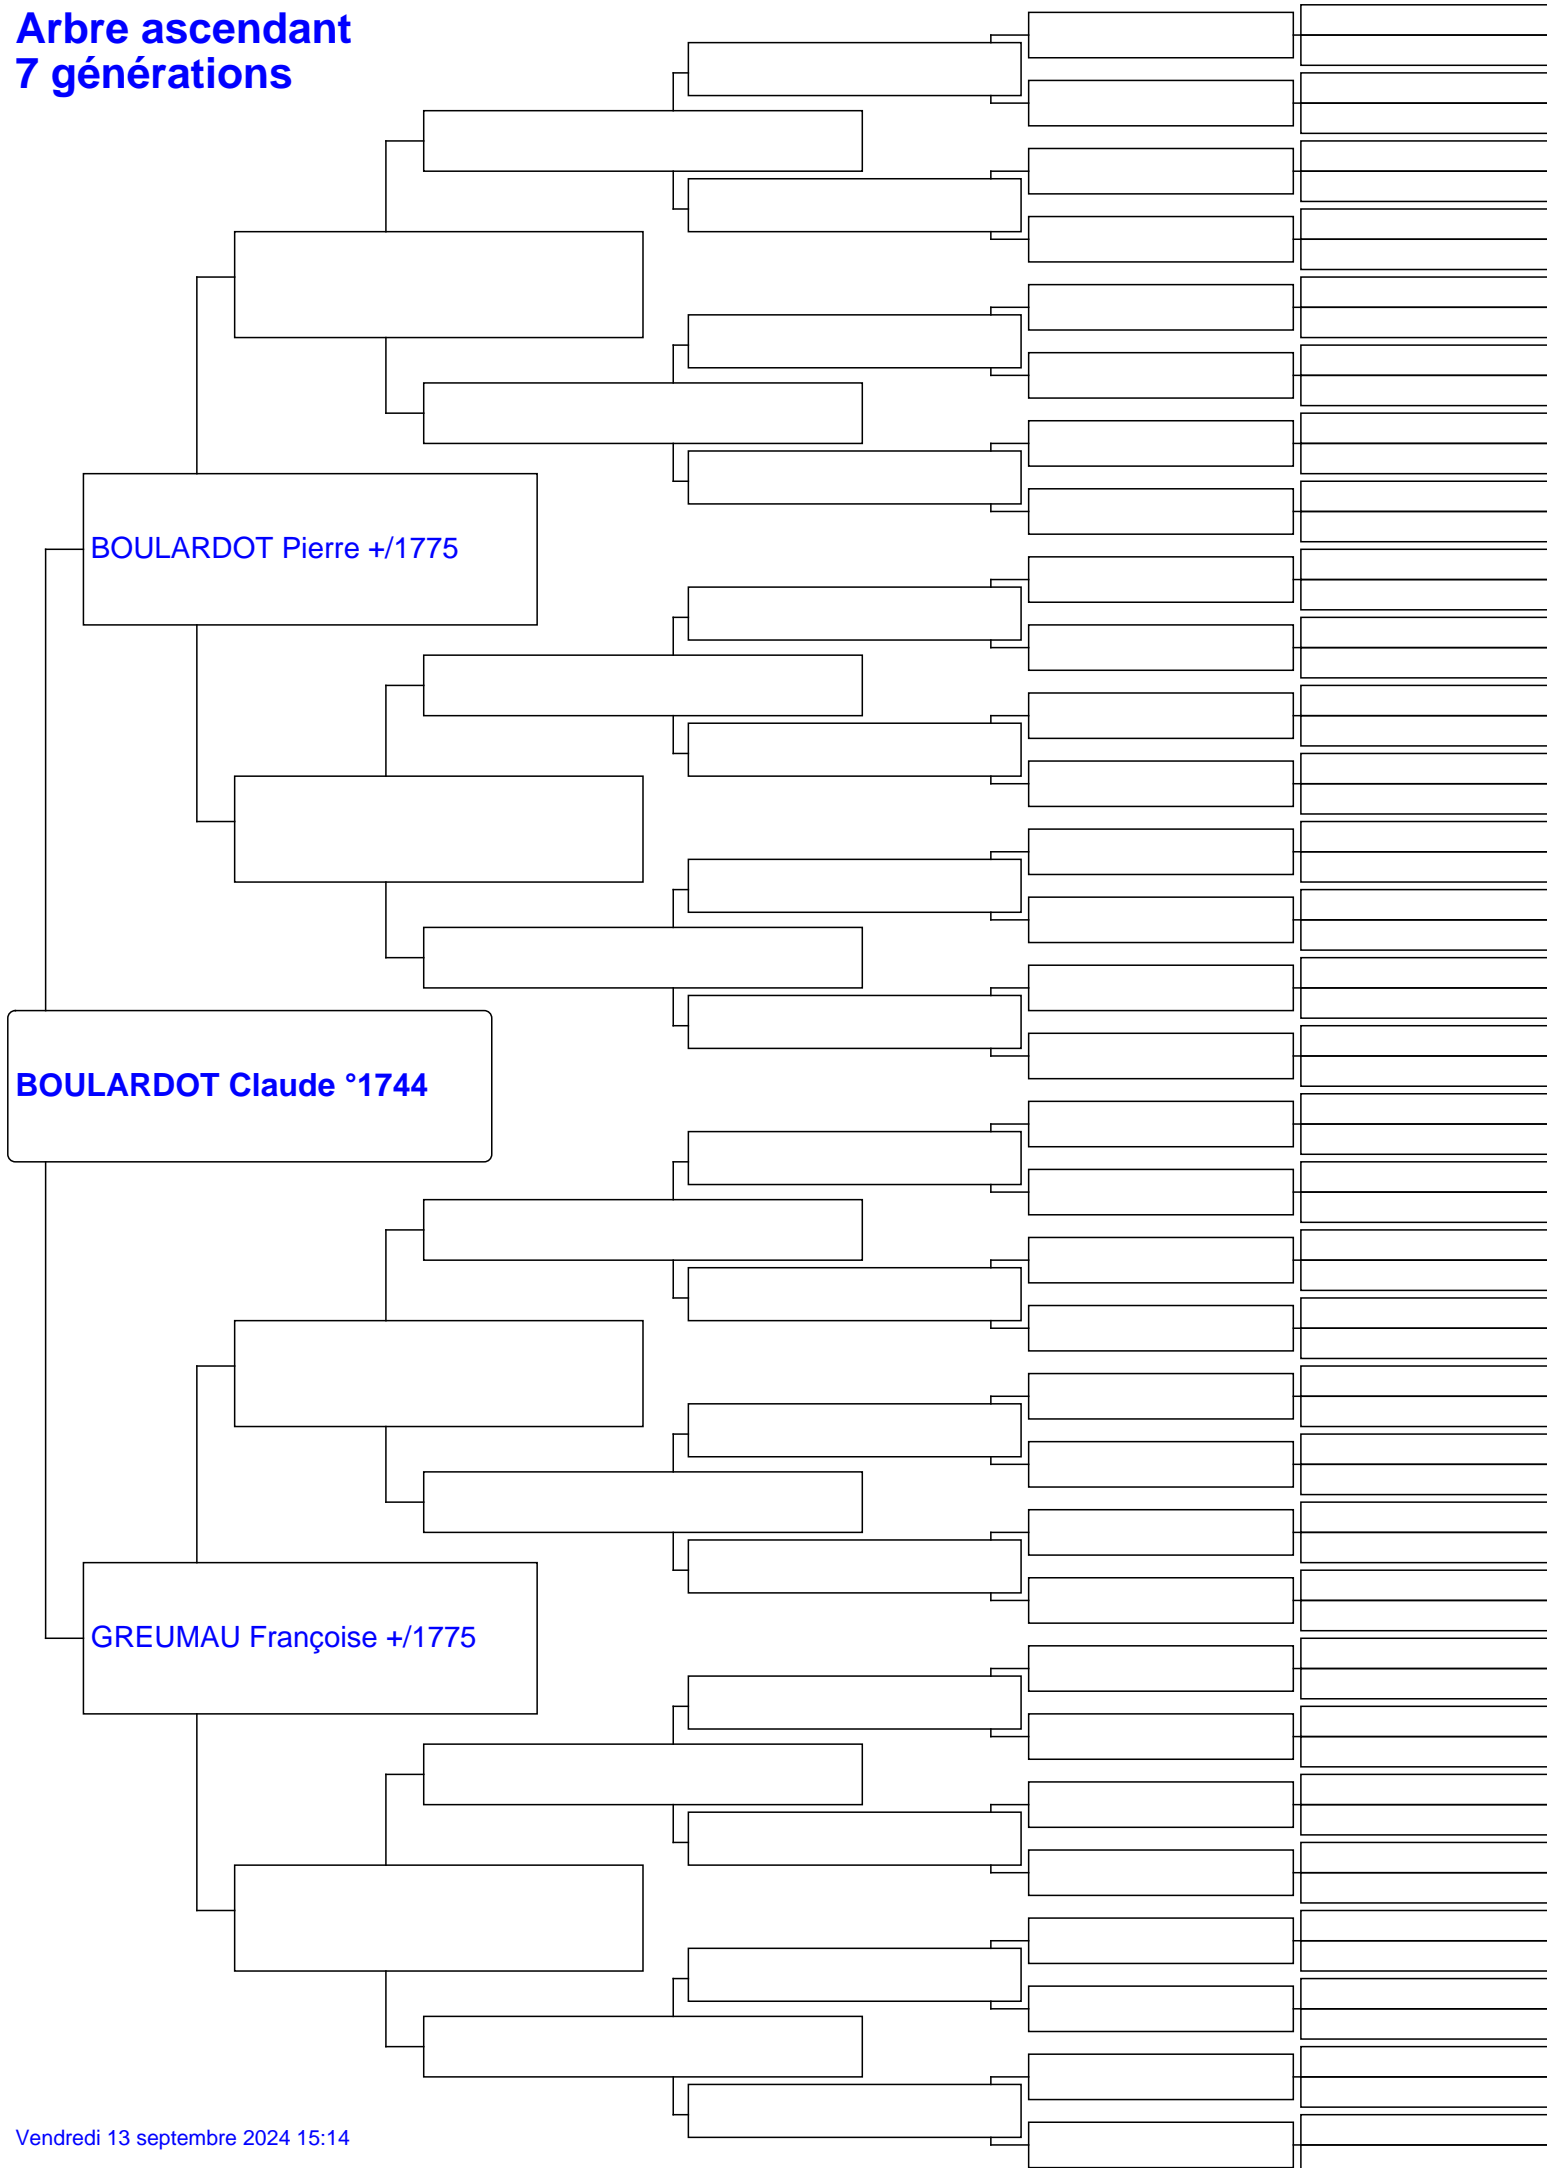 Arbre ascendant
7 générations
BOULARDOT Pierre +/1775
BOULARDOT Claude °1744
GREUMAU Françoise +/1775
Vendredi 13 septembre 2024 15:14